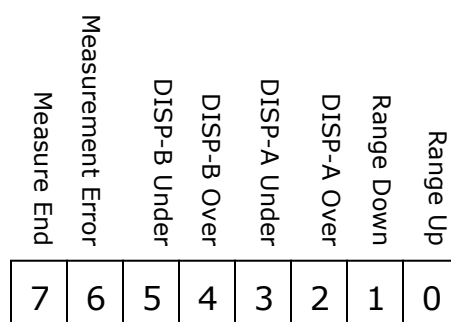 Measure End
Measurement Error
DISP-B Under
DISP-B Over
DISP-A Under
DISP-A Over
Range Down
Range Up
7 6 5 4 3 2 1 0